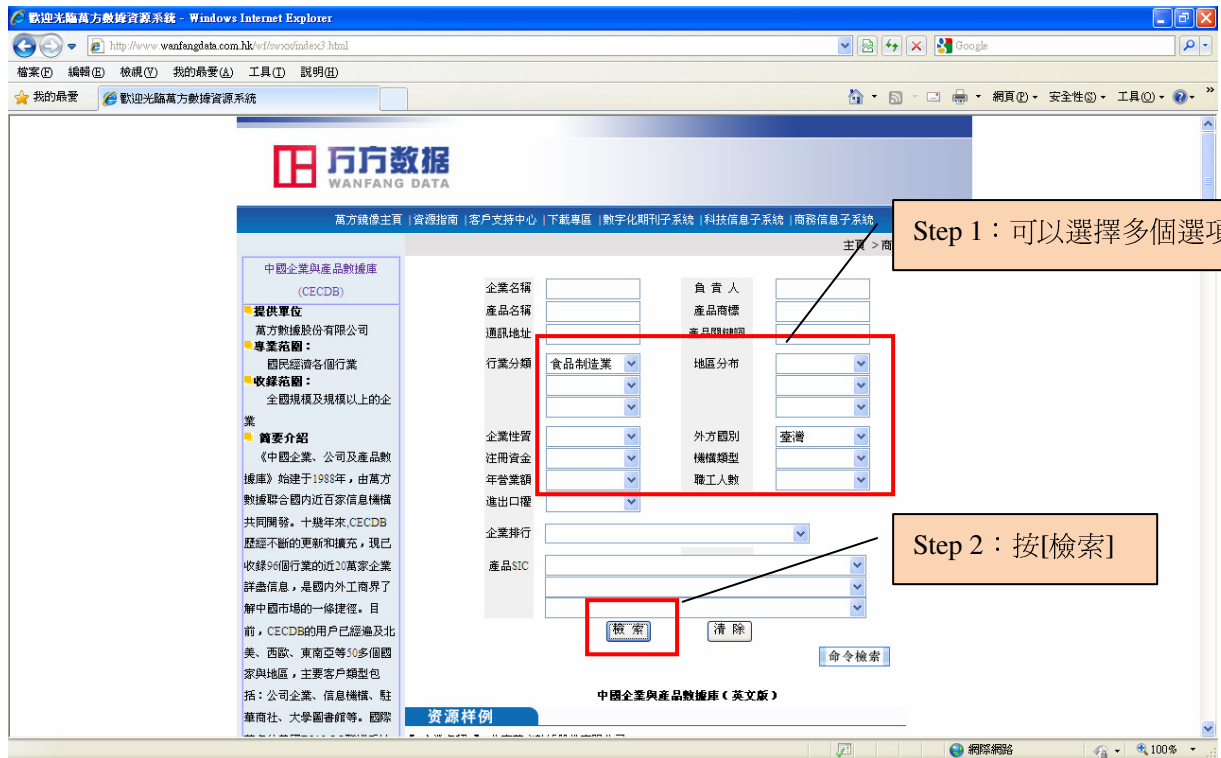 歡迎光臨萬方數據資源系統 - Windows Internet Explorer
http://www.wanfangdata.com.hk/wf/swxx/index3.html
Google
檔案(F) 編輯(E) 檢視(V) 我的最愛(A) 工具(T) 說明(H)
我的最愛 歡迎光臨萬方數據資源系統 網頁(P) 安全性(S) 工具(O)
万方数据
WANFANG DATA
萬方鏡像主頁 |資源指南 |客戶支持中心 |下載專區 |數字化期刊子系統 |科技信息子系統 |商務信息子系統
主頁 >商
Step 1：可以選擇多個選項
中國企業與產品數據庫
(CECDB)
提供單位
萬方數據股份有限公司
專業范圍：
國民經濟各個行業
收錄范圍：
全國規模及規模以上的企
業
簡要介紹
《中國企業、公司及產品數
據庫》始建于1988年，由萬方
數據聯合國內近百家信息機構
共同開發。十幾年來,CECDB
歷經不斷的更新和擴充，現已
收錄96個行業的近20萬家企業
詳盡信息，是國內外工商界了
解中國市場的一條捷徑。目
前，CECDB的用戶已經遍及北
美、西歐、東南亞等50多個國
家與地區，主要客戶類型包
括：公司企業、信息機構、駐
華商社、大學圖書館等。國際
企業名稱 負責人
產品名稱 產品商標
通訊地址 產品關鍵詞
行業分類 食品制造業 地區分布
企業性質 外方國別 臺灣
注冊資金 機構類型
年營業額 職工人數
進出口權
企業排行
產品SIC
Step 2：按[檢索]
檢 索 清 除
命令檢索
中國企業與產品數據庫（英文版）
资源样例
網際網路 100%